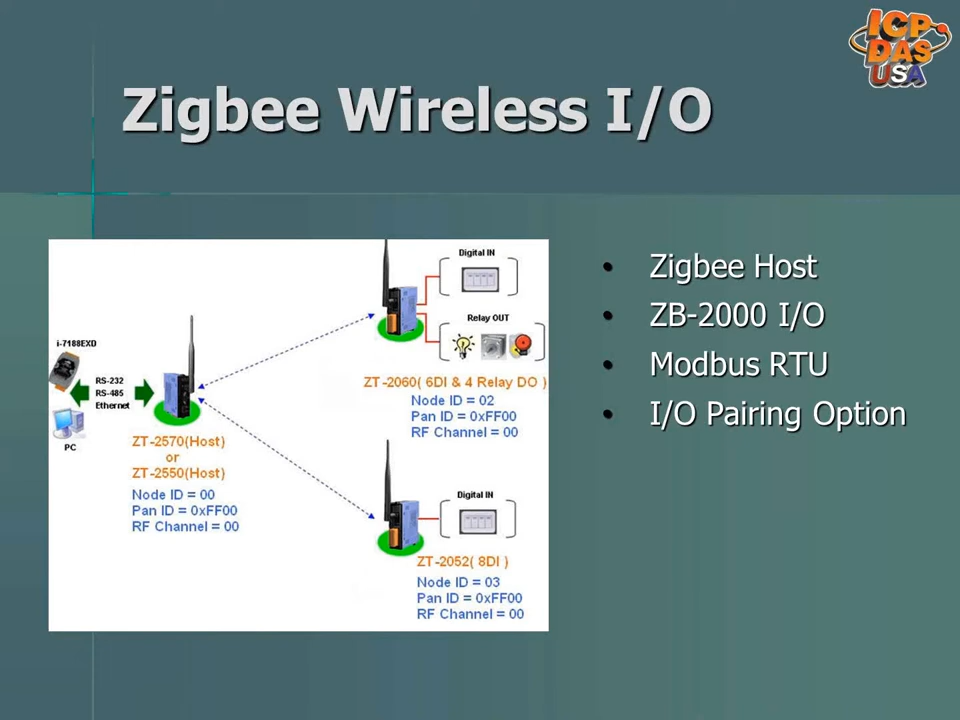 ICP
DAS
USA
Zigbee Wireless I/O
i-7188EXD
RS-232
RS-485
Ethernet
PC
ZT-2570(Host)
or
ZT-2550(Host)
Node ID = 00
Pan ID = 0xFF00
RF Channel = 00
Digital IN
Relay OUT
ZT-2060( 6DI & 4 Relay DO )
Node ID = 02
Pan ID = 0xFF00
RF Channel = 00
Digital IN
ZT-2052( 8DI )
Node ID = 03
Pan ID = 0xFF00
RF Channel = 00
• Zigbee Host
• ZB-2000 I/O
• Modbus RTU
• I/O Pairing Option